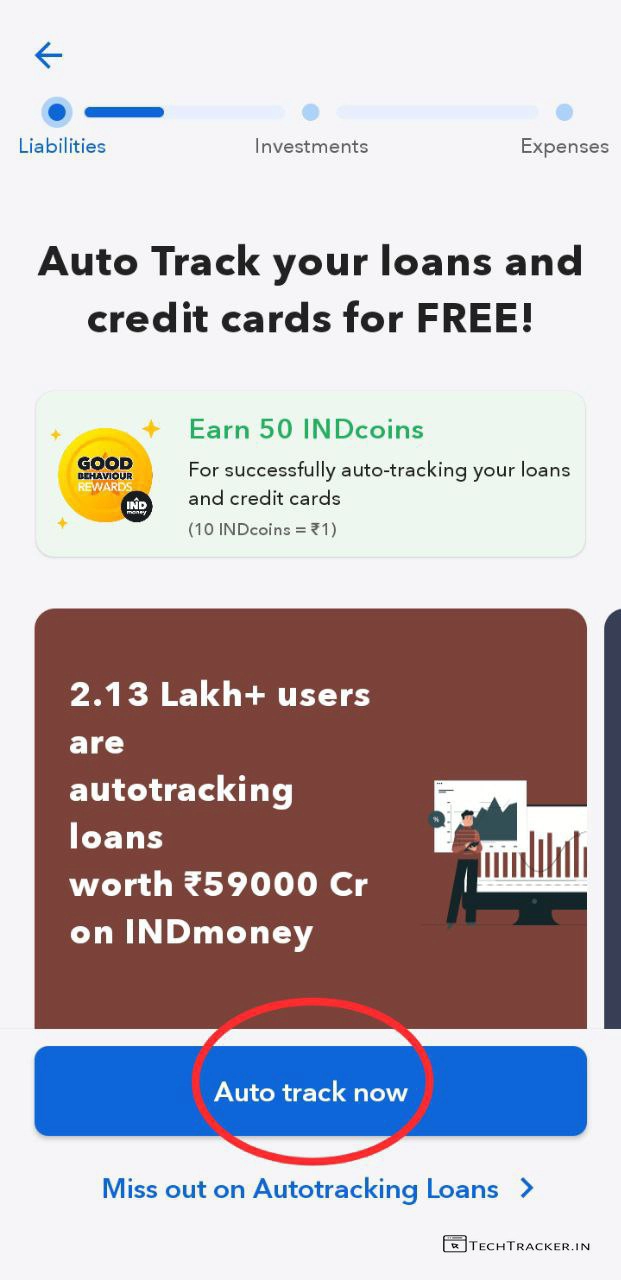 Liabilities
Investments
Expenses
Auto Track your loans and
credit cards for FREE!
GOOD
BEHAVIOUR
REWARDS
IND
money
Earn 50 INDcoins
For successfully auto-tracking your loans
and credit cards
(10 INDcoins = ₹1)
2.13 Lakh+ users
are
autotracking
loans
worth ₹59000 Cr
on INDmoney
%
Auto track now
Miss out on Autotracking Loans
TECHTRACKER.IN